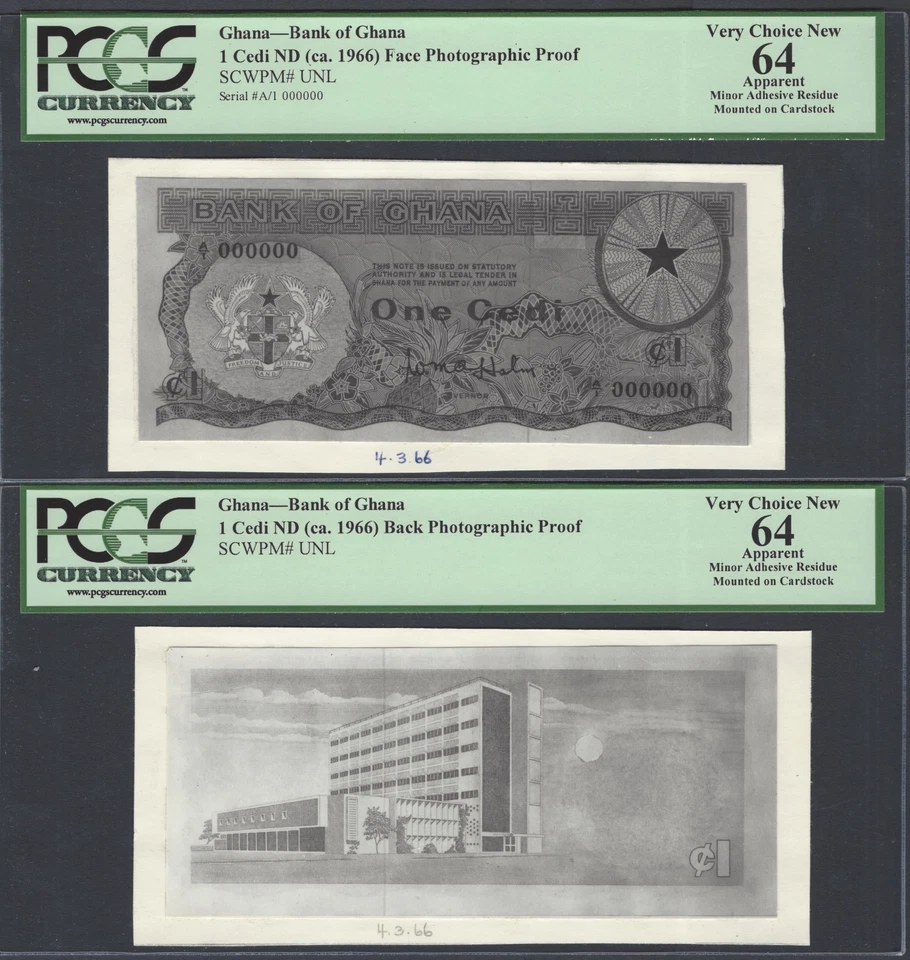 PCGS
CURRENCY
www.pcgscurrency.com
Ghana—Bank of Ghana
1 Cedi ND (ca. 1966) Face Photographic Proof
SCWPM# UNL
Serial #A/1 000000
Very Choice New
64
Apparent
Minor Adhesive Residue
Mounted on Cardstock
BANK OF GHANA
A/1 000000
THIS NOTE IS ISSUED ON STATUTORY
AUTHORITY AND IS LEGAL TENDER IN
GHANA FOR THE PAYMENT OF ANY AMOUNT
One Cedi
FREEDOM JUSTICE
AND
₵1
₵1
A/1 000000
4.3.66
PCGS
CURRENCY
www.pcgscurrency.com
Ghana—Bank of Ghana
1 Cedi ND (ca. 1966) Back Photographic Proof
SCWPM# UNL
Very Choice New
64
Apparent
Minor Adhesive Residue
Mounted on Cardstock
₵1
4.3.66